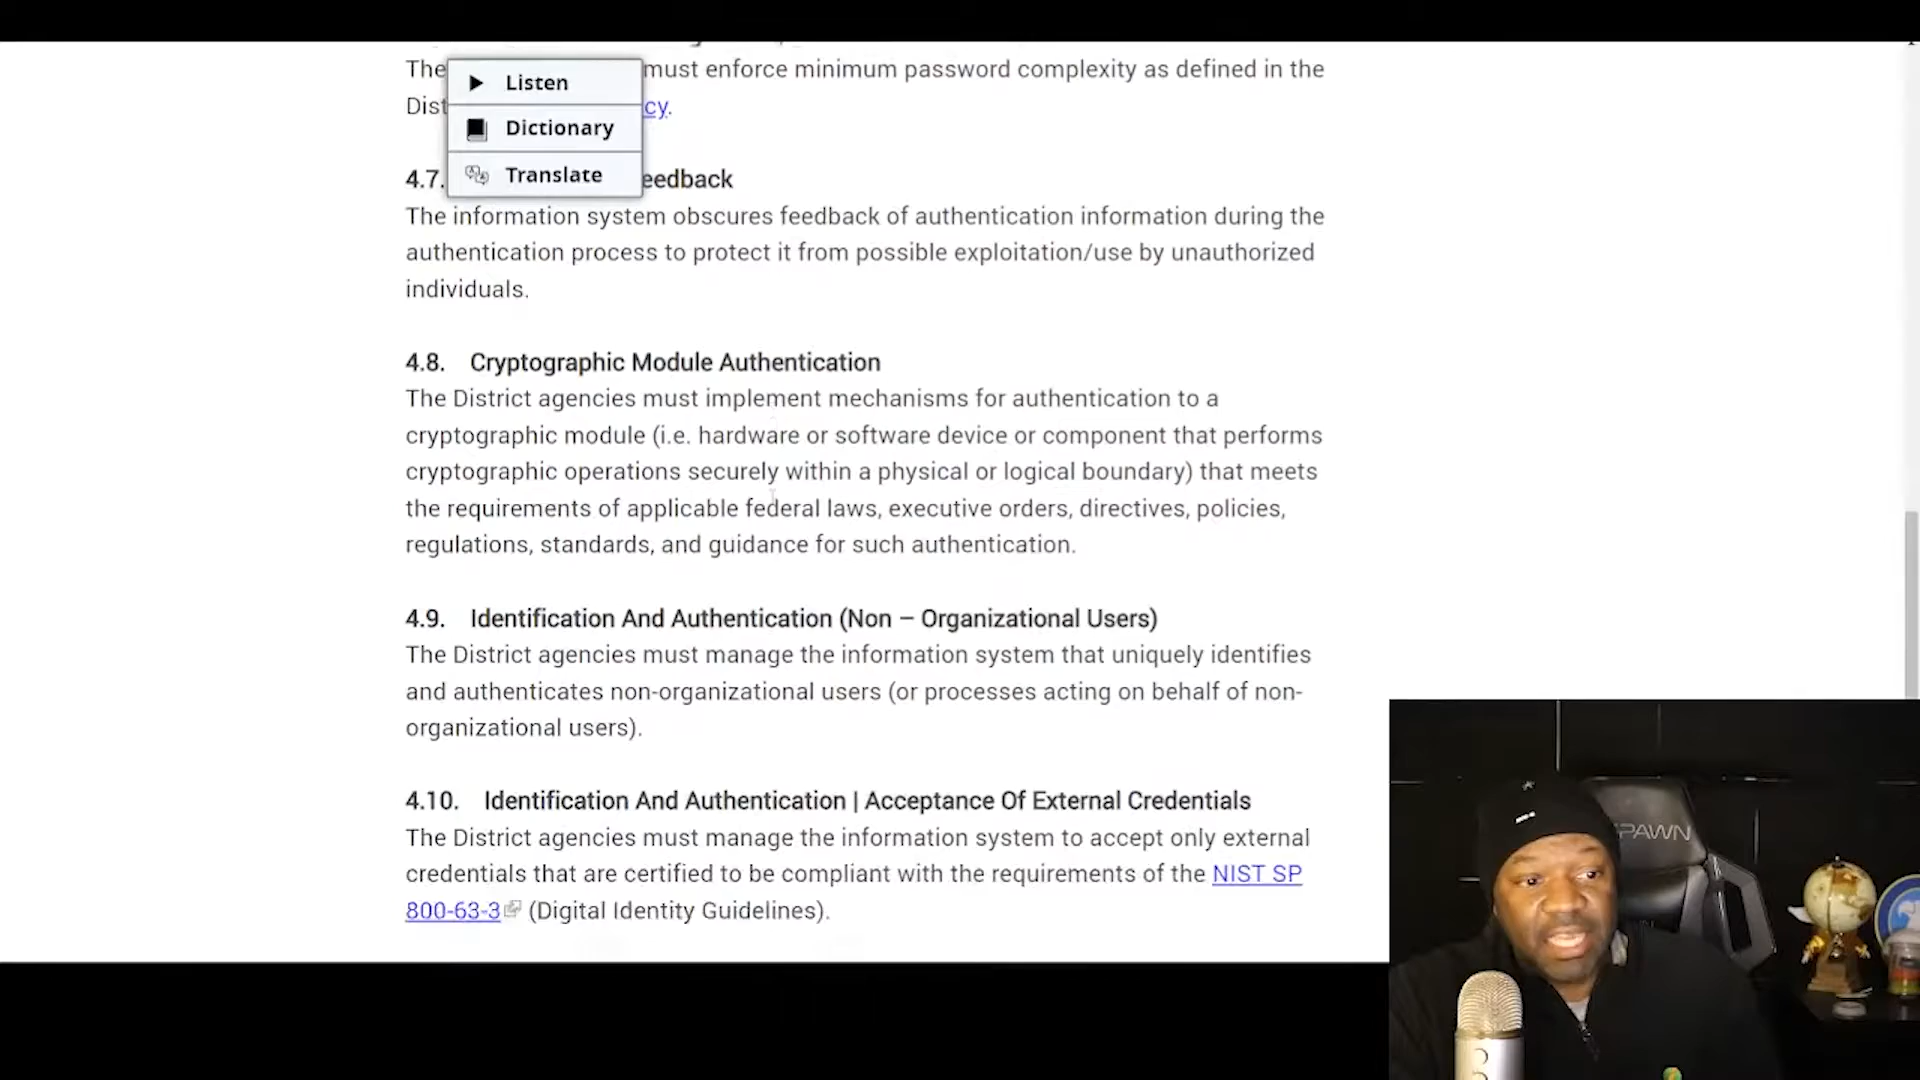 The must enforce minimum password complexity as defined in the
Listen
Dist cy.
Dictionary
Translate
4.7. eedback
The information system obscures feedback of authentication information during the
authentication process to protect it from possible exploitation/use by unauthorized
individuals.
4.8. Cryptographic Module Authentication
The District agencies must implement mechanisms for authentication to a
cryptographic module (i.e. hardware or software device or component that performs
cryptographic operations securely within a physical or logical boundary) that meets
the requirements of applicable federal laws, executive orders, directives, policies,
regulations, standards, and guidance for such authentication.
4.9. Identification And Authentication (Non – Organizational Users)
The District agencies must manage the information system that uniquely identifies
and authenticates non-organizational users (or processes acting on behalf of non-
organizational users).
4.10. Identification And Authentication | Acceptance Of External Credentials
The District agencies must manage the information system to accept only external
credentials that are certified to be compliant with the requirements of the NIST SP
800-63-3 (Digital Identity Guidelines).
SPAWN